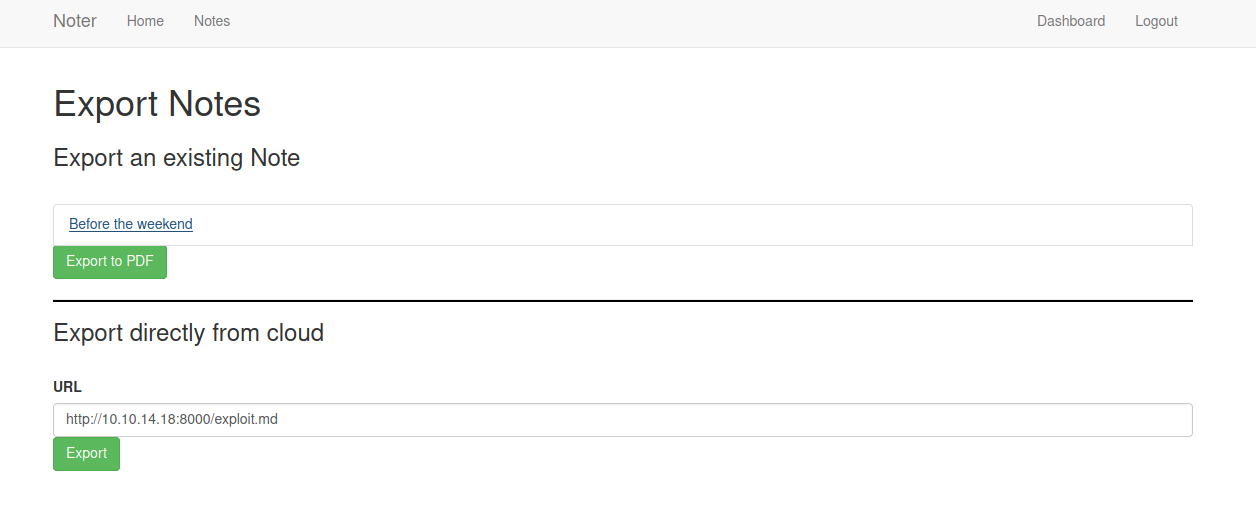 Noter Home Notes Dashboard Logout
Export Notes
Export an existing Note
Before the weekend
Export to PDF
Export directly from cloud
URL
http://10.10.14.18:8000/exploit.md
Export